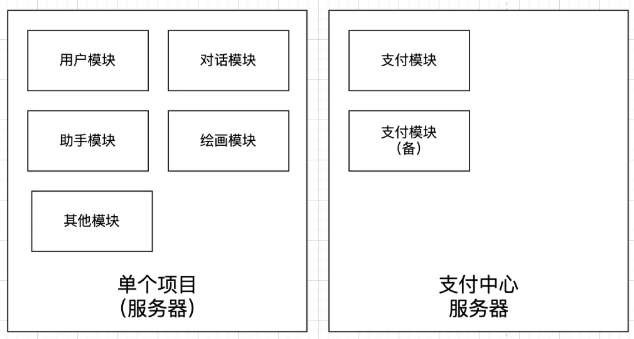 用户模块
对话模块
助手模块
绘画模块
其他模块
单个项目
(服务器)
支付模块
支付模块
(备)
支付中心
服务器